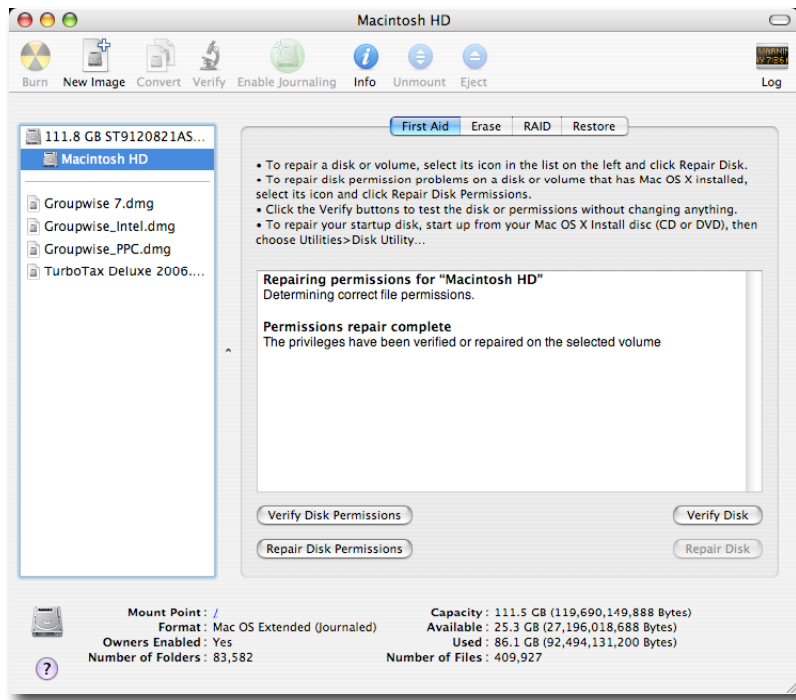 Macintosh HD
Burn New Image Convert Verify Enable Journaling Info Unmount Eject Log
111.8 GB ST9120821AS...
Macintosh HD
Groupwise 7.dmg
Groupwise_Intel.dmg
Groupwise_PPC.dmg
TurboTax Deluxe 2006....
First Aid Erase RAID Restore
• To repair a disk or volume, select its icon in the list on the left and click Repair Disk.
• To repair disk permission problems on a disk or volume that has Mac OS X installed,
select its icon and click Repair Disk Permissions.
• Click the Verify buttons to test the disk or permissions without changing anything.
• To repair your startup disk, start up from your Mac OS X Install disc (CD or DVD), then
choose Utilities>Disk Utility...
Repairing permissions for "Macintosh HD"
Determining correct file permissions.
Permissions repair complete
The privileges have been verified or repaired on the selected volume
Verify Disk Permissions Verify Disk
Repair Disk Permissions Repair Disk
Mount Point : / Capacity : 111.5 GB (119,690,149,888 Bytes)
Format : Mac OS Extended (Journaled) Available : 25.3 GB (27,196,018,688 Bytes)
Owners Enabled : Yes Used : 86.1 GB (92,494,131,200 Bytes)
Number of Folders : 83,582 Number of Files : 409,927
?